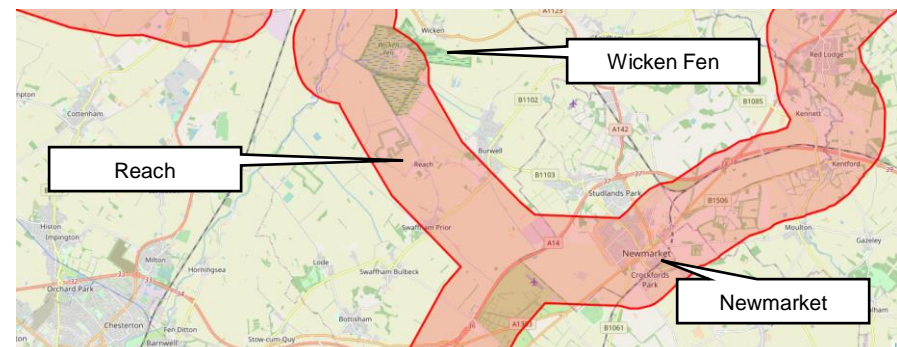 A1123
Wicken
Wicken Fen
Red Lodge
Cottenham
B1102
B1085
A142
Kennett
Burwell
Reach
Reach
B1103
Kentford
Studlands Park
B1506
Histon
Impington
Swaffham Prior
Moulton
A14
Gazeley
Milton
Horningsea
Lode
Newmarket
Swaffham Bulbeck
Crockfords
Park
Orchard Park
Newmarket
Bottisham
Chesterton
Fen Ditton
A1303
B1061
Barnwell
Stow-cum-Quy